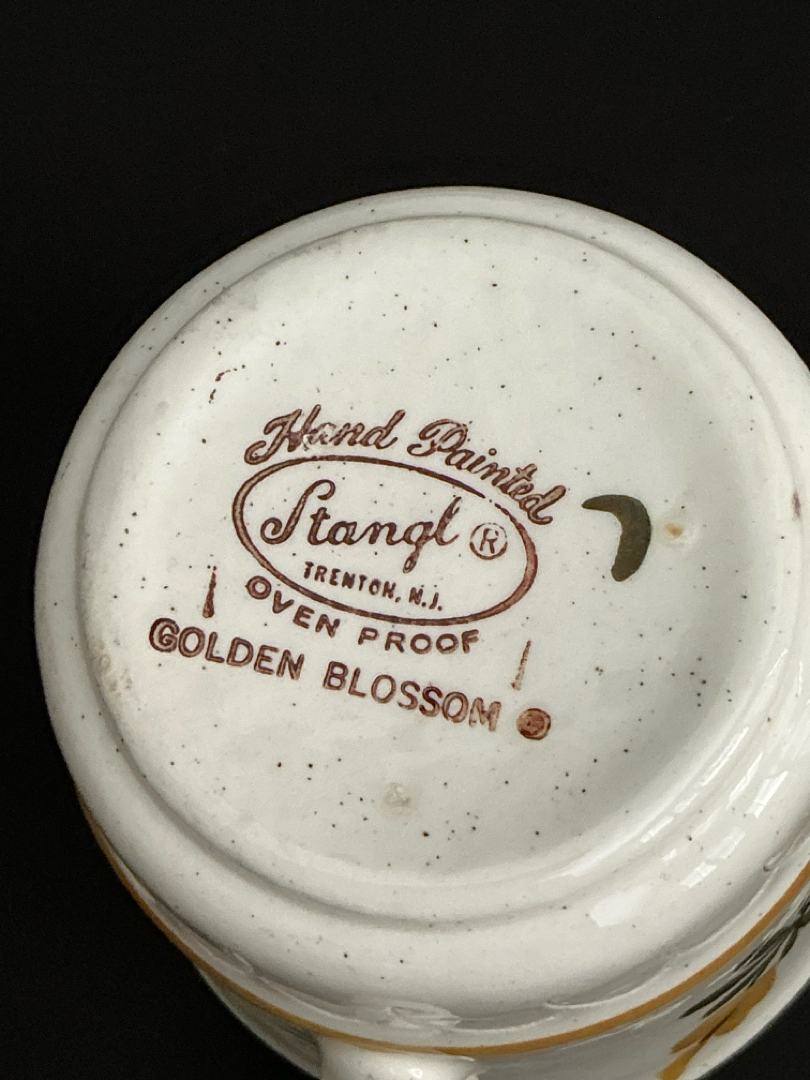 Hand Painted
Stangl ®
TRENTON, N.J.
OVEN PROOF
GOLDEN BLOSSOM ©